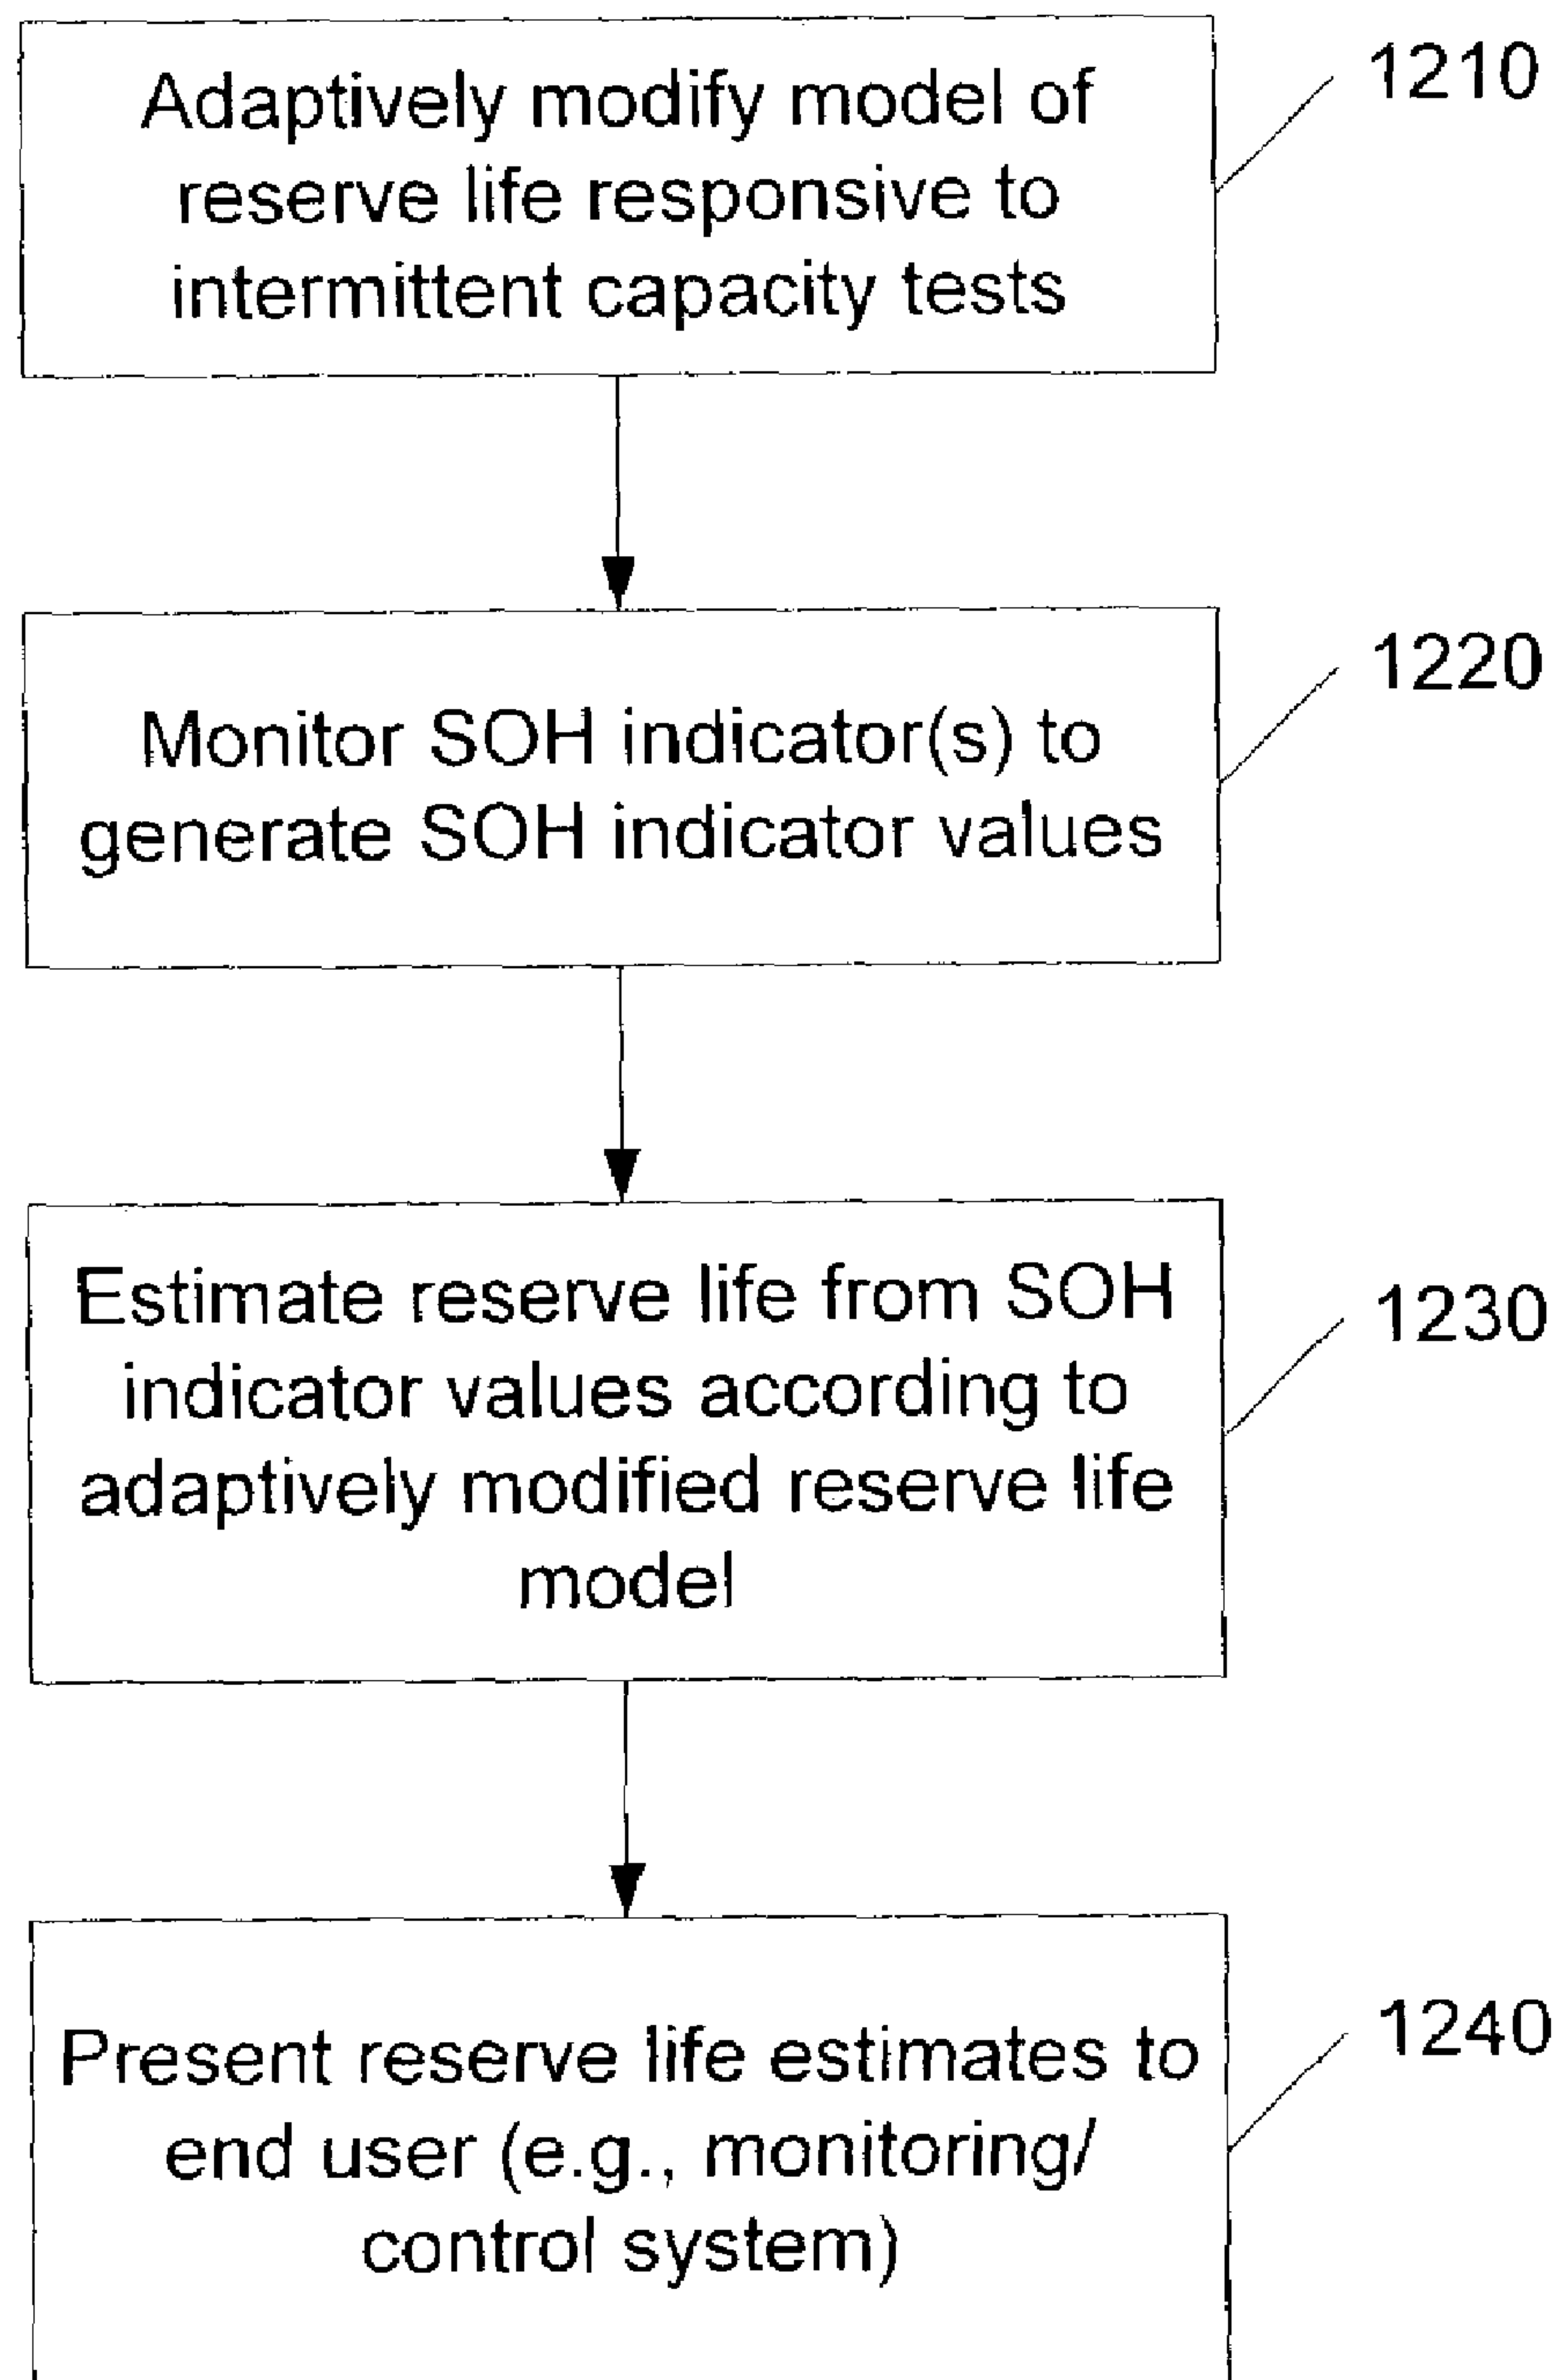 Adaptively modify model of
reserve life responsive to
intermittent capacity tests
1210
Monitor SOH indicator(s) to
generate SOH indicator values
1220
Estimate reserve life from SOH
indicator values according to
adaptively modified reserve life
model
1230
Present reserve life estimates to
end user (e.g., monitoring/
control system)
1240